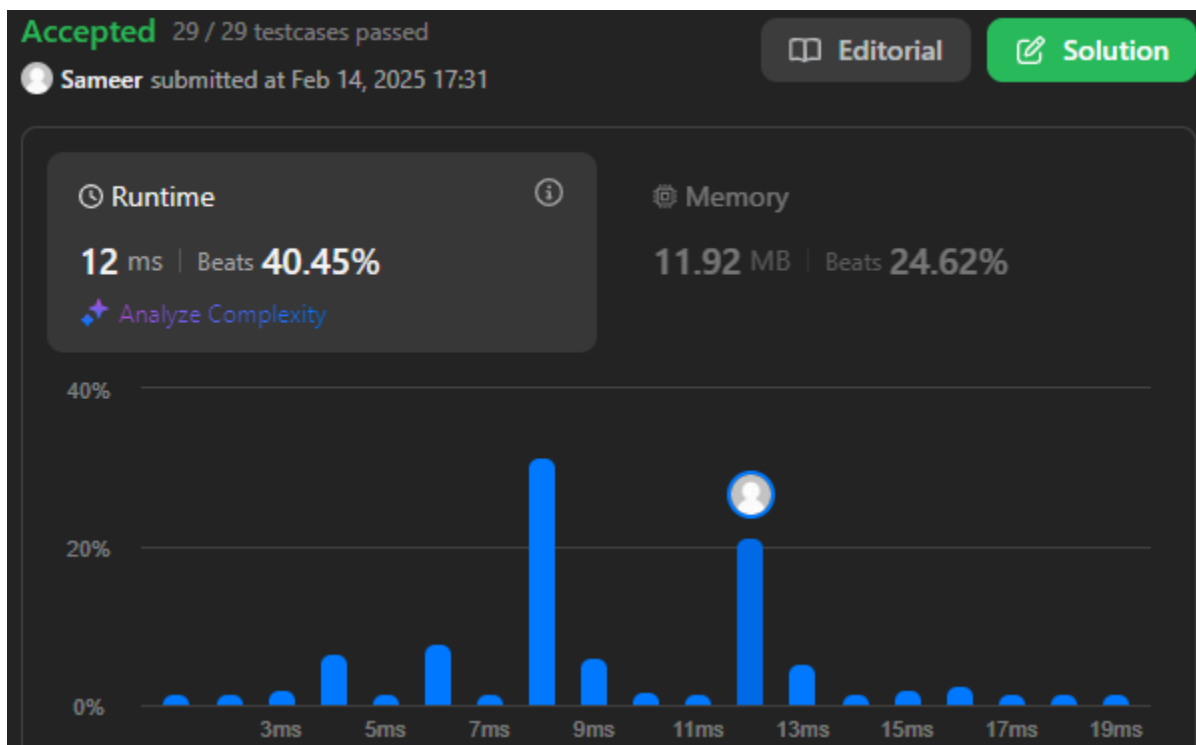 Accepted 29 / 29 testcases passed
Editorial
Solution
Sameer submitted at Feb 14, 2025 17:31
Runtime
Memory
12 ms | Beats 40.45%
11.92 MB | Beats 24.62%
Analyze Complexity
40%
20%
0%
3ms 5ms 7ms 9ms 11ms 13ms 15ms 17ms 19ms